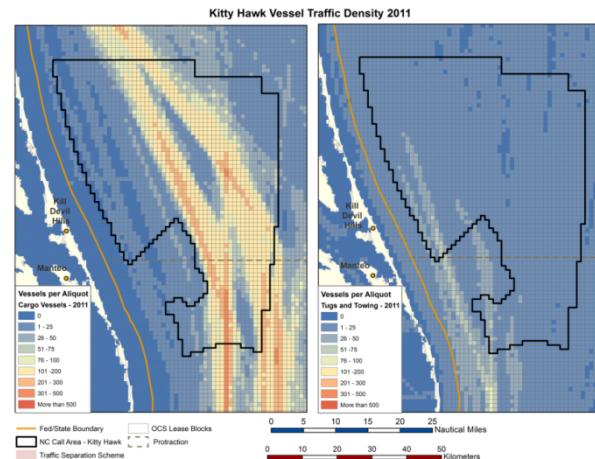 Kitty Hawk Vessel Traffic Density 2011
Kill
Devil
Hills
Manteo
Vessels per Aliquot
Cargo Vessels - 2011
0
1 - 25
26 - 50
51 -75
76 - 100
101 -200
201 - 300
301 - 500
More than 500
Kill
Devil
Hills
Manteo
Vessels per Aliquot
Tugs and Towing - 2011
0
1 - 25
26 - 50
51 -75
76 - 100
101 -200
201 - 300
301 - 500
More than 500
Fed/State Boundary
NC Call Area - Kitty Hawk
Traffic Separation Scheme
OCS Lease Blocks
Protraction
0 5 10 15 20 25
Nautical Miles
0 10 20 30 40 50
Kilometers